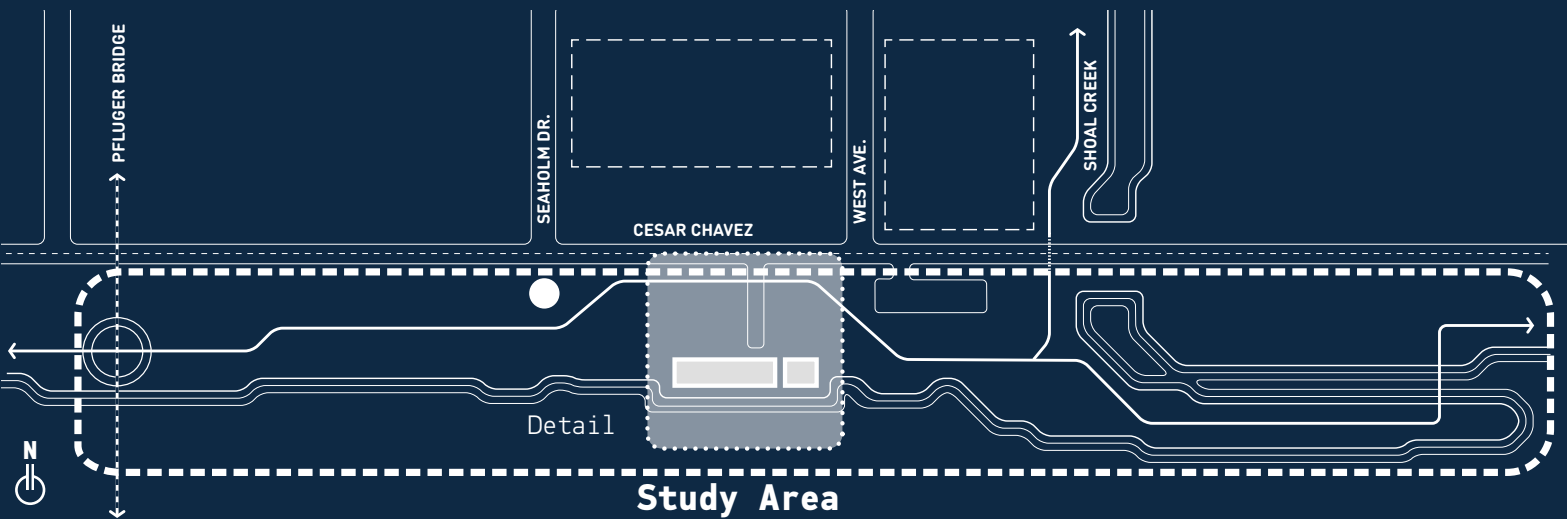 PFLUGER BRIDGE
SEAHOLM DR.
WEST AVE.
SHOAL CREEK
CESAR CHAVEZ
Detail
N
Study Area